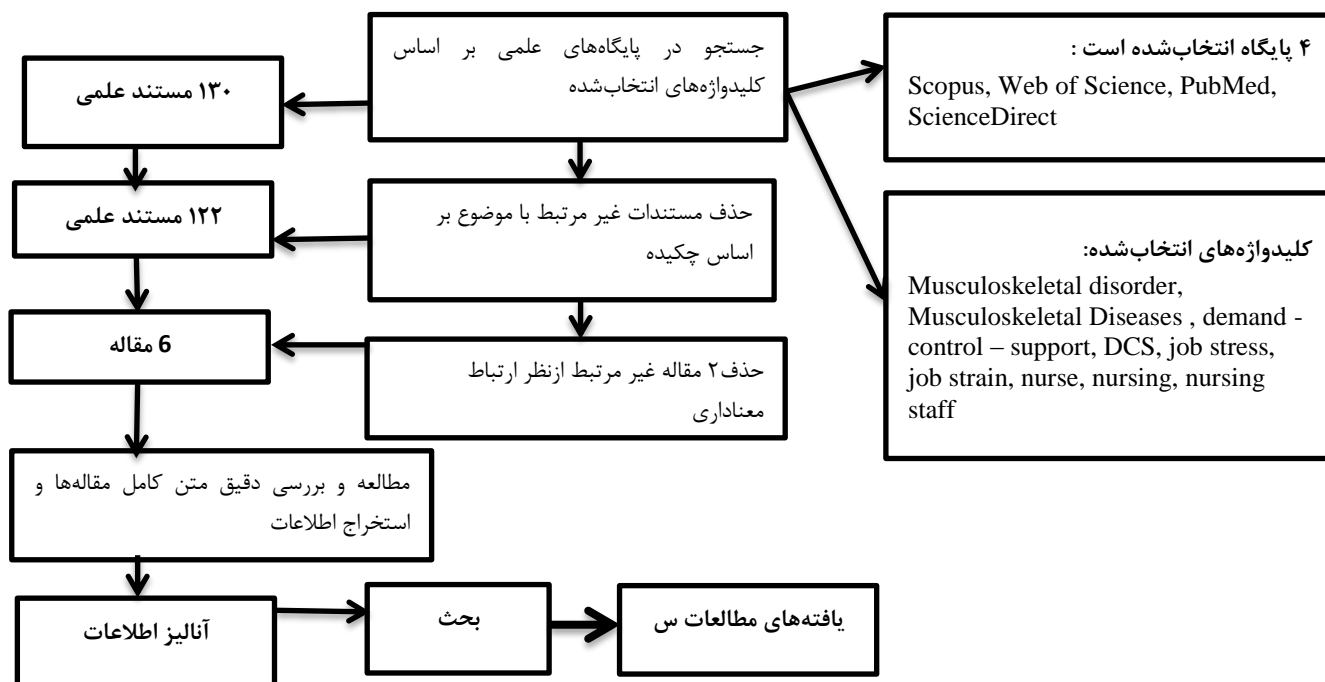 جستجو در پایگاه‌های علمی بر اساس
کلیدواژه‌های انتخاب‌شده
۴ پایگاه انتخاب‌شده است :
Scopus, Web of Science, PubMed,
ScienceDirect
۱۳۰ مستند علمی
حذف مستندات غیر مرتبط با موضوع بر
اساس چکیده
۱۲۲ مستند علمی
کلیدواژه‌های انتخاب‌شده:
Musculoskeletal disorder,
Musculoskeletal Diseases , demand -
control – support, DCS, job stress,
job strain, nurse, nursing, nursing
staff
حذف۲ مقاله غیر مرتبط ازنظر ارتباط
معناداری
6 مقاله
مطالعه و بررسی دقیق متن کامل مقاله‌ها و
استخراج اطلاعات
آنالیز اطلاعات
بحث
یافته‌های مطالعات س